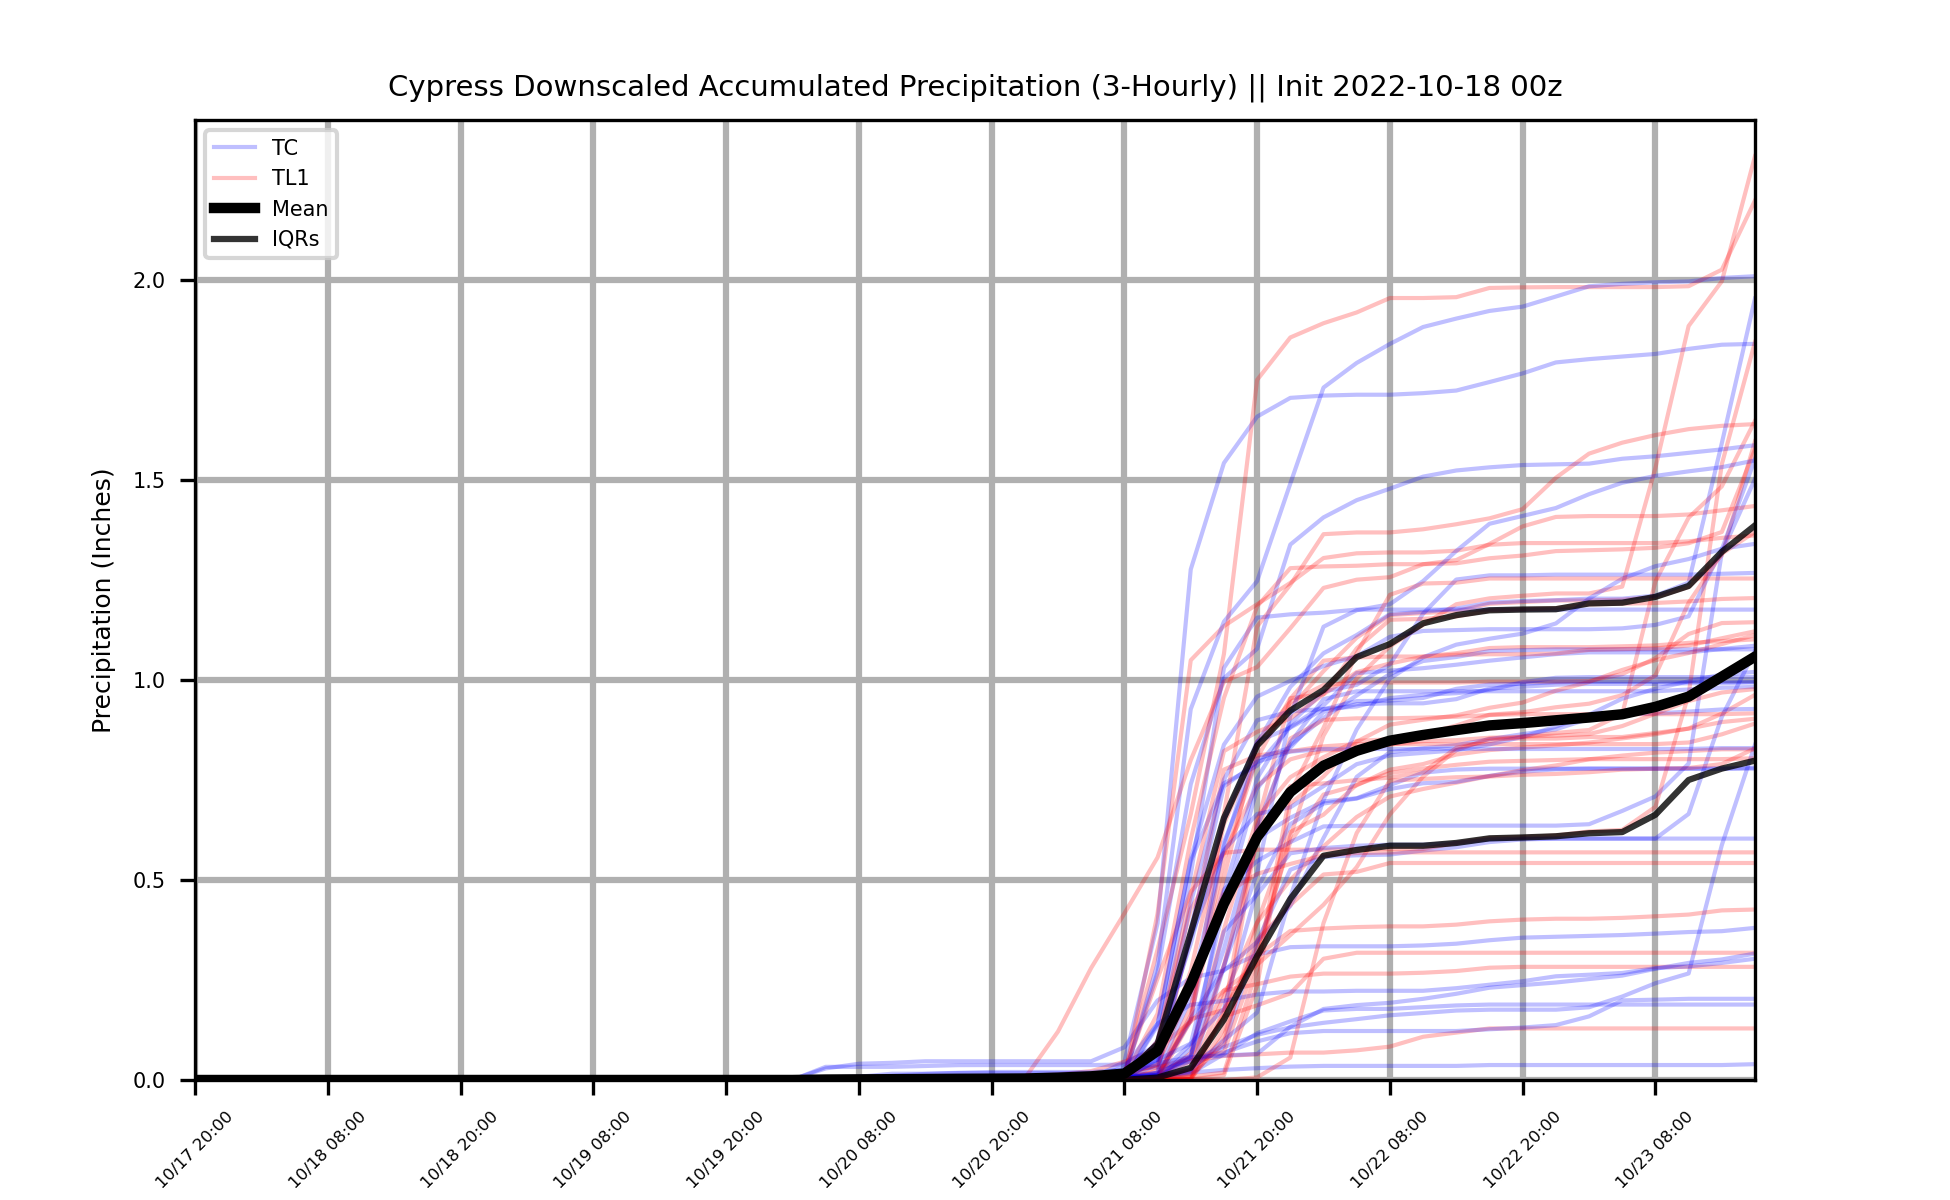 Cypress Downscaled Accumulated Precipitation (3-Hourly) || Init 2022-10-18 00z
TC
TL1
Mean
IQRs
Precipitation (Inches)
2.0
1.5
1.0
0.5
0.0
10/17 20:00
10/18 08:00
10/18 20:00
10/19 08:00
10/19 20:00
10/20 08:00
10/20 20:00
10/21 08:00
10/21 20:00
10/22 08:00
10/22 20:00
10/23 08:00